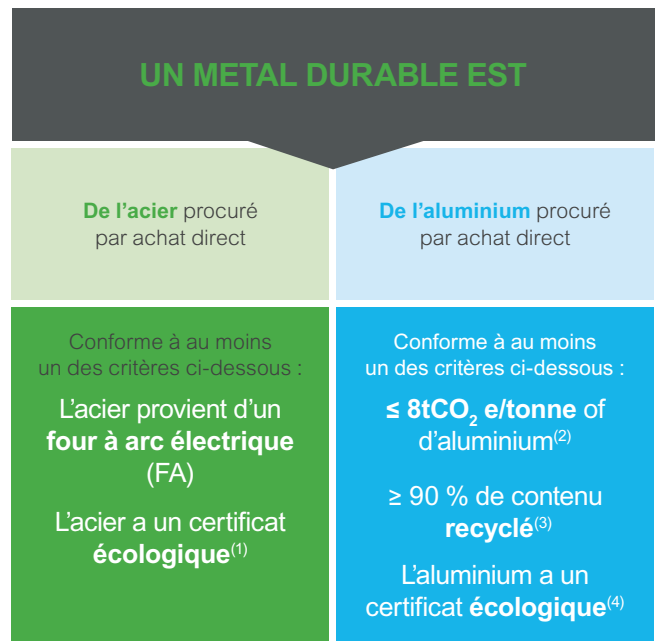 UN METAL DURABLE EST
De l’acier procuré
par achat direct
De l’aluminium procuré
par achat direct
Conforme à au moins
un des critères ci-dessous :
L’acier provient d’un
four à arc électrique
(FA)
L’acier a un certificat
écologique(1)
Conforme à au moins
un des critères ci-dessous :
≤ 8tCO2 e/tonne of
d’aluminium(2)
≥ 90 % de contenu
recyclé(3)
L’aluminium a un
certificat écologique(4)